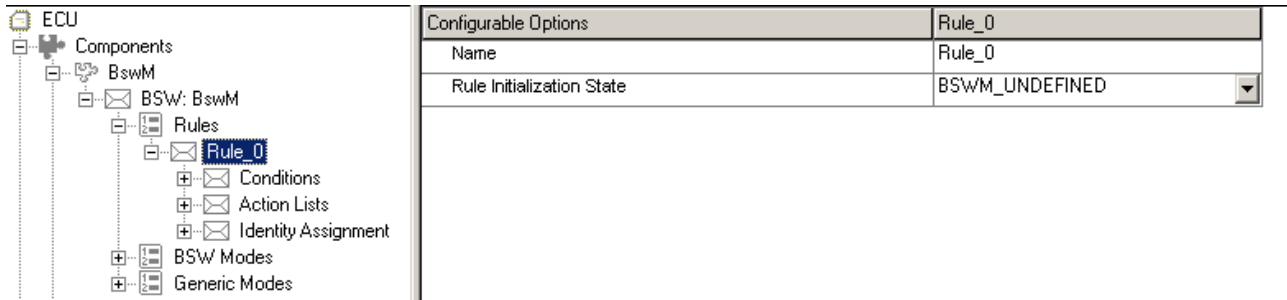 ECU
Components
BswM
BSW: BswM
Rules
Rule_0
Conditions
Action Lists
Identity Assignment
BSW Modes
Generic Modes
Configurable Options Rule_0
Name Rule_0
Rule Initialization State BSWM_UNDEFINED